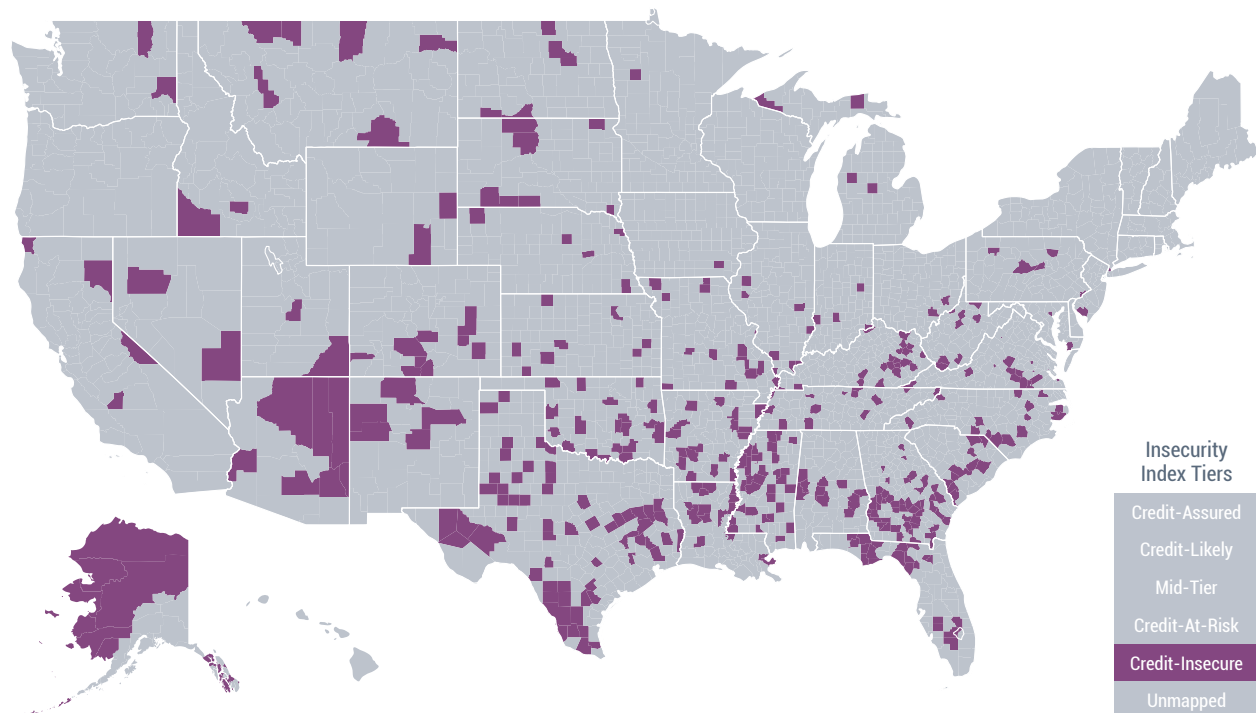 Insecurity
Index Tiers
Credit-Assured
Credit-Likely
Mid-Tier
Credit-At-Risk
Credit-Insecure
Unmapped